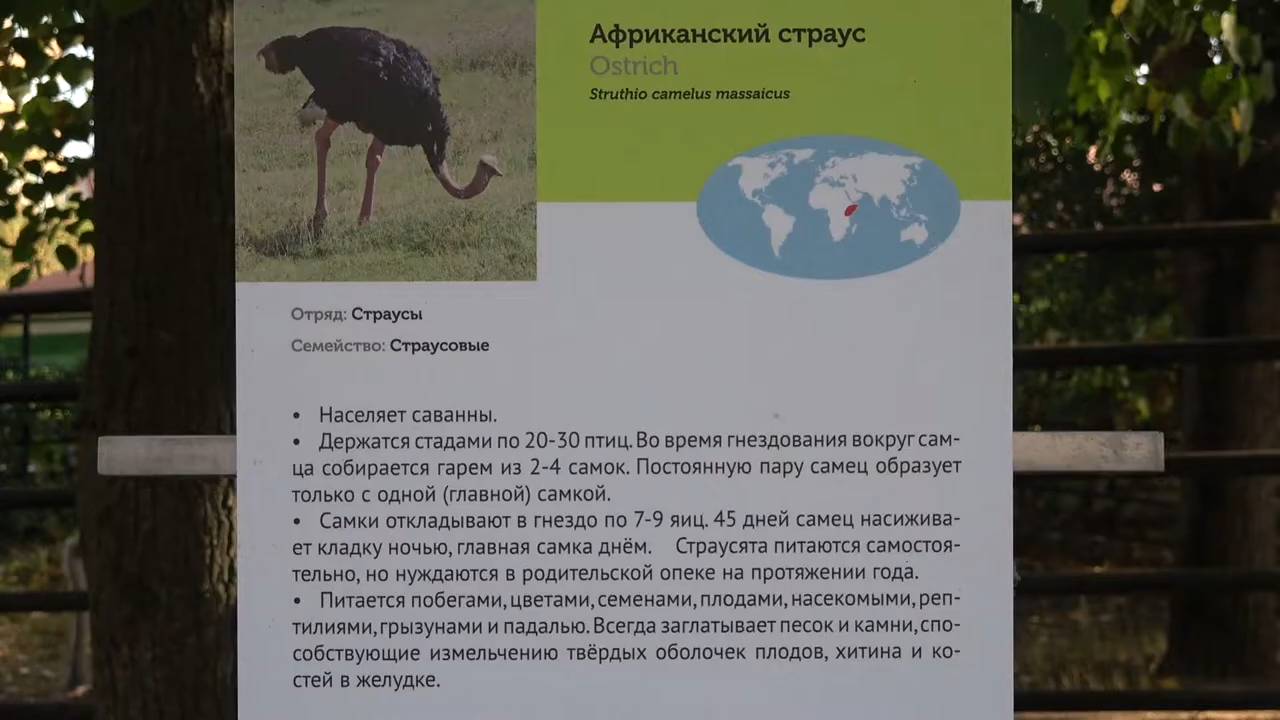 Африканский страус
Ostrich
Struthio camelus massaicus
Отряд: Страусы
Семейство: Страусовые
• Населяет саванны.
• Держатся стадами по 20-30 птиц. Во время гнездования вокруг сам-
ца собирается гарем из 2-4 самок. Постоянную пару самец образует
только с одной (главной) самкой.
• Самки откладывают в гнездо по 7-9 яиц. 45 дней самец насижива-
ет кладку ночью, главная самка днём. Страусята питаются самостоя-
тельно, но нуждаются в родительской опеке на протяжении года.
• Питается побегами, цветами, семенами, плодами, насекомыми, реп-
тилиями, грызунами и падалью. Всегда заглатывает песок и камни, спо-
собствующие измельчению твёрдых оболочек плодов, хитина и ко-
стей в желудке.